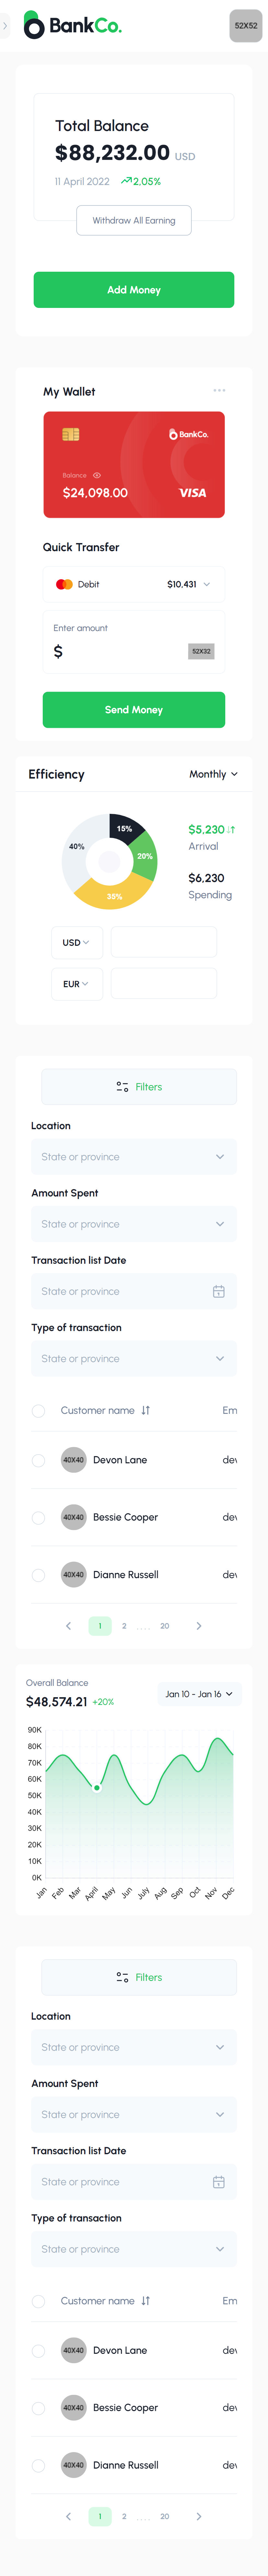 BankCo.
52X52
Total Balance
$88,232.00 USD
11 April 2022 2,05%
Withdraw All Earning
Add Money
My Wallet
BankCo.
Balance
$24,098.00 VISA
Quick Transfer
Debit $10,431
Enter amount
$ 52X32
Send Money
Efficiency Monthly
15%
40%
20%
35%
$5,230
Arrival
$6,230
Spending
USD
EUR
Filters
Location
State or province
Amount Spent
State or province
Transaction list Date
State or province
Type of transaction
State or province
Customer name Em
40X40 Devon Lane dev
40X40 Bessie Cooper dev
40X40 Dianne Russell dev
1 2 .... 20
Overall Balance
$48,574.21 +20%
Jan 10 - Jan 16
90K
80K
70K
60K
50K
40K
30K
20K
10K
0K
Jan Feb Mar April May Jun July Aug Sep Oct Nov Dec
Filters
Location
State or province
Amount Spent
State or province
Transaction list Date
State or province
Type of transaction
State or province
Customer name Em
40X40 Devon Lane dev
40X40 Bessie Cooper dev
40X40 Dianne Russell dev
1 2 .... 20